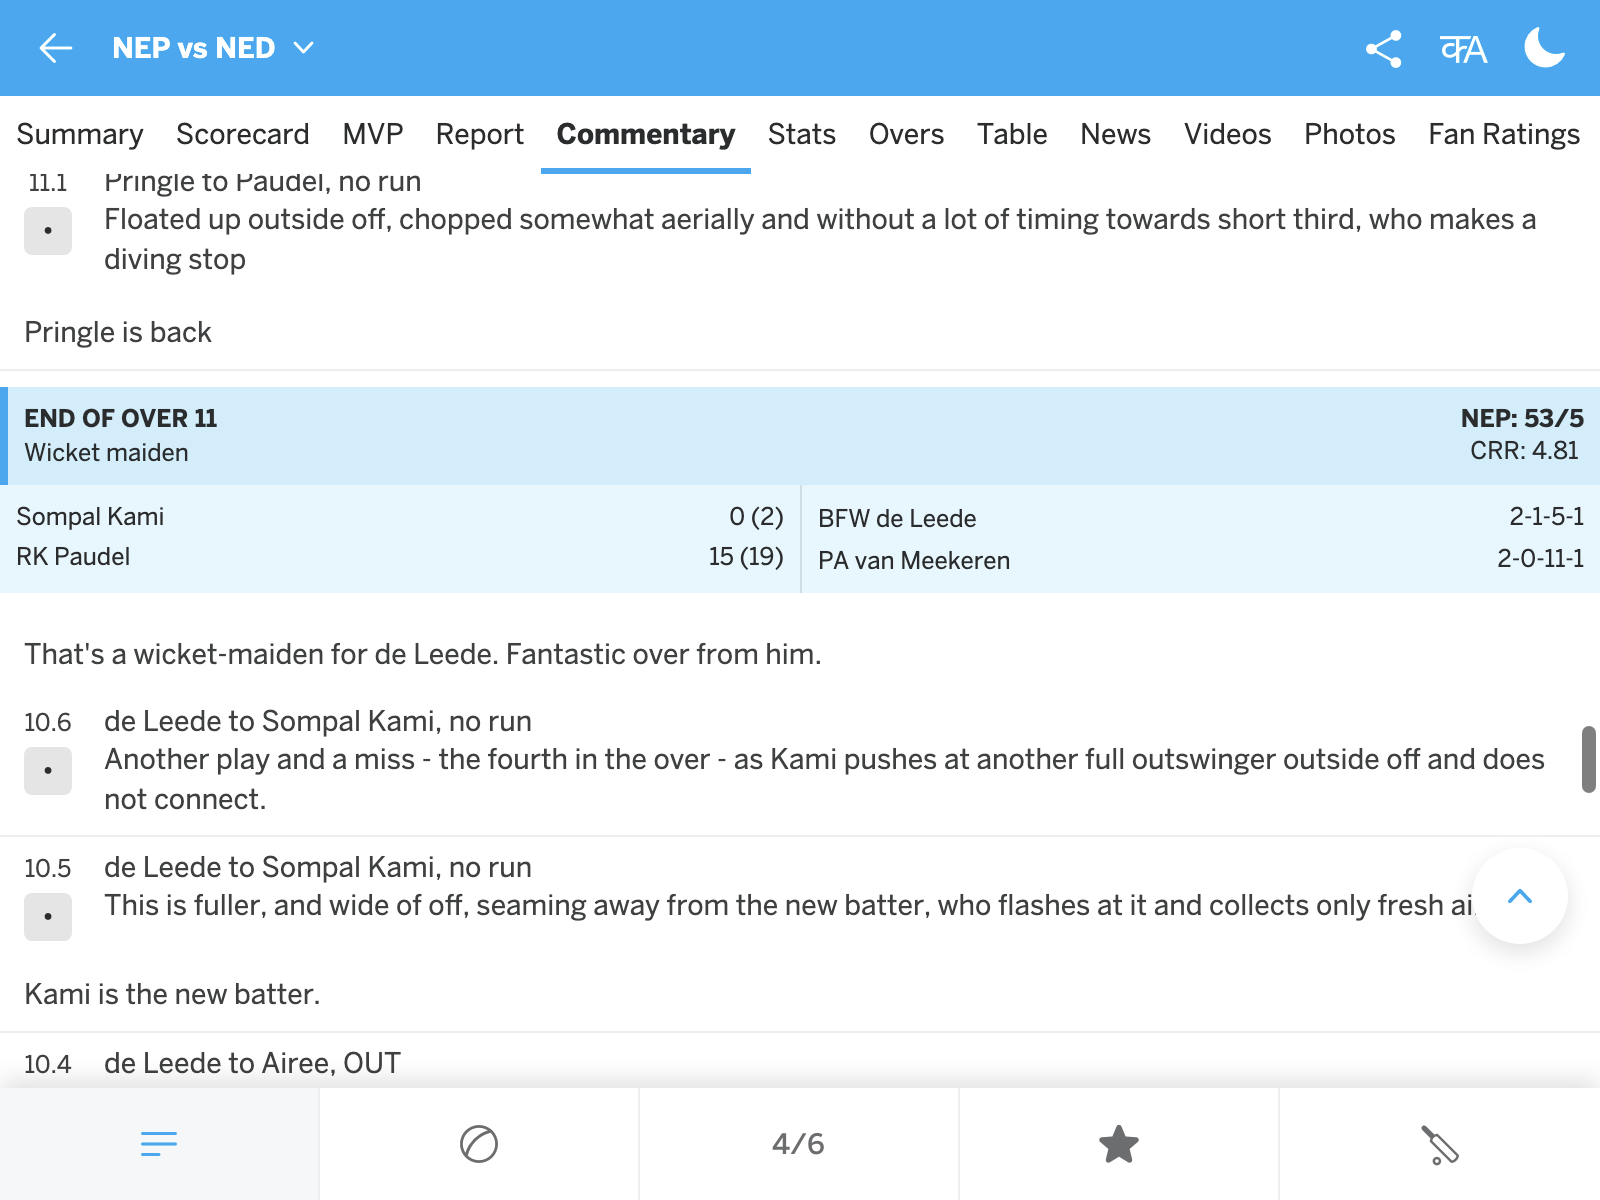 NEP vs NED
क A
Summary Scorecard MVP Report Commentary Stats Overs Table News Videos Photos Fan Ratings
11.1 Pringle to Paudel, no run
• Floated up outside off, chopped somewhat aerially and without a lot of timing towards short third, who makes a
diving stop
Pringle is back
END OF OVER 11 NEP: 53/5
Wicket maiden CRR: 4.81
Sompal Kami 0 (2) BFW de Leede 2-1-5-1
RK Paudel 15 (19) PA van Meekeren 2-0-11-1
That's a wicket-maiden for de Leede. Fantastic over from him.
10.6 de Leede to Sompal Kami, no run
• Another play and a miss - the fourth in the over - as Kami pushes at another full outswinger outside off and does
not connect.
10.5 de Leede to Sompal Kami, no run
• This is fuller, and wide of off, seaming away from the new batter, who flashes at it and collects only fresh
Kami is the new batter.
10.4 de Leede to Airee, OUT
4/6